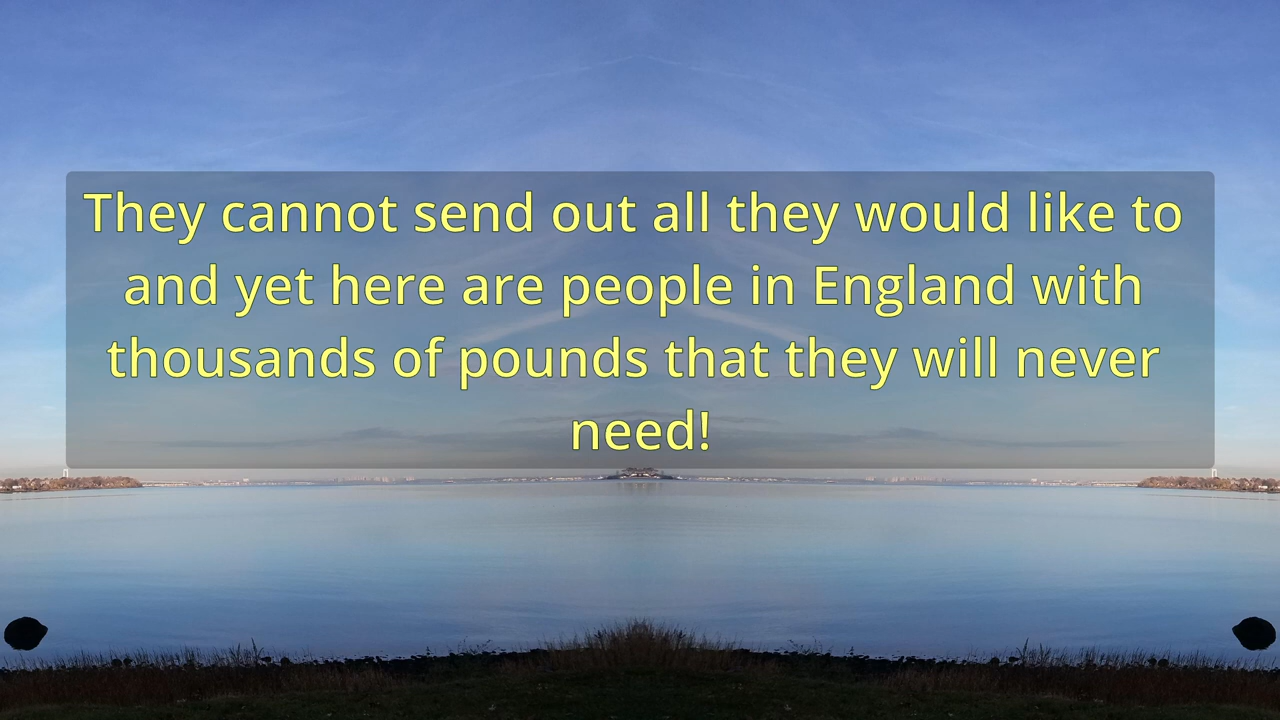 They cannot send out all they would like to
and yet here are people in England with
thousands of pounds that they will never
need!